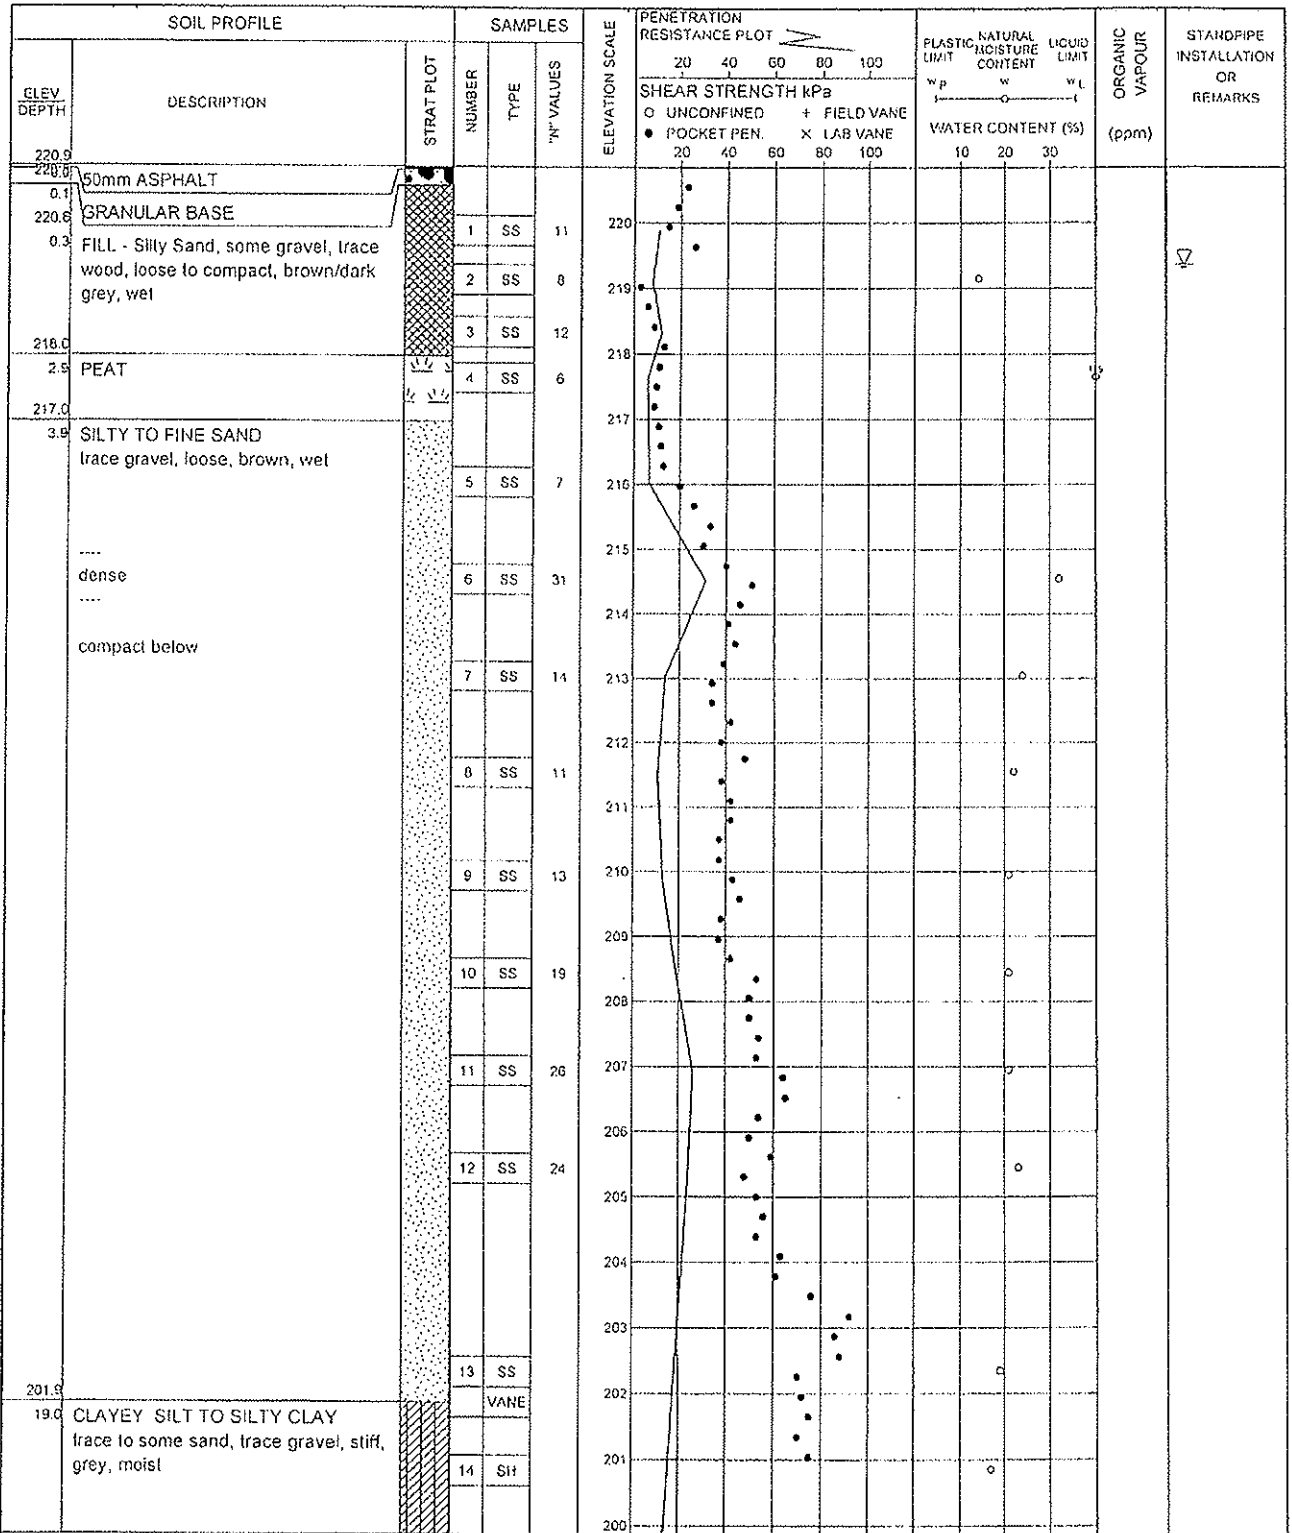 SOIL PROFILE
SAMPLES
ELEV
DEPTH
DESCRIPTION
STRAT PLOT
NUMBER
TYPE
"N" VALUES
ELEVATION SCALE
PENETRATION
RESISTANCE PLOT
20 40 60 80 100
SHEAR STRENGTH kPa
O UNCONFINED + FIELD VANE
● POCKET PEN. X LAB VANE
20 40 60 80 100
PLASTIC LIMIT
NATURAL MOISTURE CONTENT
LIQUID LIMIT
wP w wL
WATER CONTENT (%)
10 20 30
ORGANIC VAPOUR
(ppm)
STANDPIPE
INSTALLATION
OR
REMARKS
220.9
0.0
50mm ASPHALT
0.1
GRANULAR BASE
220.6
0.3
FILL - Silty Sand, some gravel, trace
wood, loose to compact, brown/dark
grey, wet
1 SS 11
2 SS 8
3 SS 12
218.0
2.9
PEAT
4 SS 6
217.0
3.9
SILTY TO FINE SAND
trace gravel, loose, brown, wet
5 SS 7
----
dense
----
6 SS 31
compact below
7 SS 14
8 SS 11
9 SS 13
10 SS 19
11 SS 26
12 SS 24
13 SS
201.9
VANE
19.0
CLAYEY SILT TO SILTY CLAY
trace to some sand, trace gravel, stiff,
grey, moist
14 SH
220
219
218
217
216
215
214
213
212
211
210
209
208
207
206
205
204
203
202
201
200